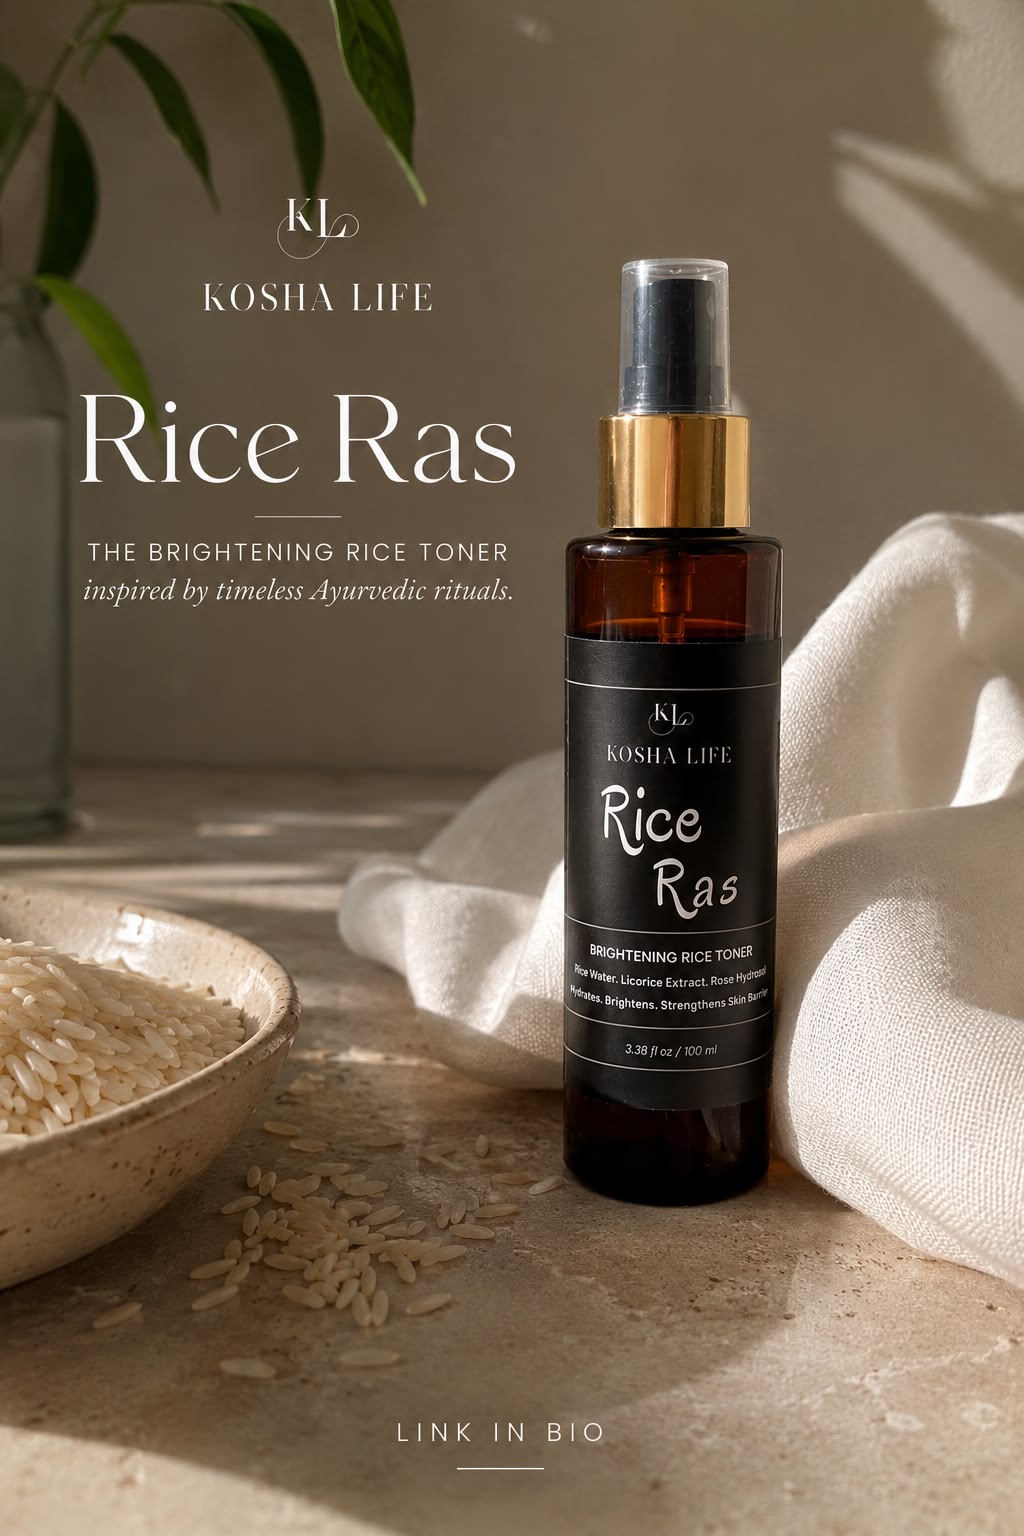 KL
KOSHA LIFE
Rice Ras
THE BRIGHTENING RICE TONER
inspired by timeless Ayurvedic rituals.
KL
KOSHA LIFE
Rice
Ras
BRIGHTENING RICE TONER
Rice Water. Licorice Extract. Rose Hydrosol
Hydrates. Brightens. Strengthens Skin Barrier
3.38 fl oz / 100 ml
LINK IN BIO